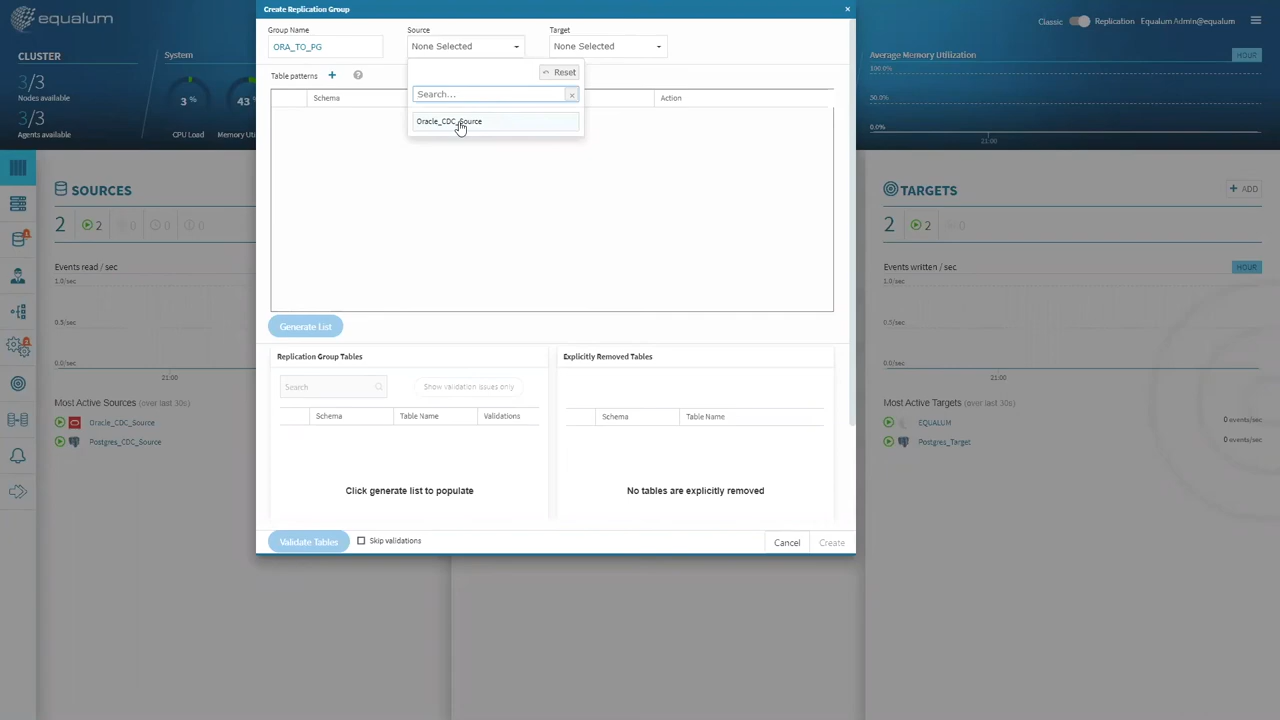 equalum
Create Replication Group
×
Classic
Replication
Equalum Admin@equalum
CLUSTER
3/3
Nodes available
3/3
Agents available
System
3 %
43
CPU Load
Memory Uti
Group Name
ORA_TO_PG
Source
None Selected
Target
None Selected
Table patterns
+
?
Reset
Search...
×
Oracle_CDC_Source
Schema
Action
Average Memory Utilization
HOUR
100.0%
50.0%
0.0%
21:00
Generate List
SOURCES
2
2
0
0
0
Events read / sec
1.0/sec
0.5/sec
0.0/sec
21:00
Most Active Sources (over last 30s)
Oracle_CDC_Source
Postgres_CDC_Source
Replication Group Tables
Search
Show validation issues only
Schema
Table Name
Validations
Click generate list to populate
Explicitly Removed Tables
Schema
Table Name
No tables are explicitly removed
Validate Tables
Skip validations
Cancel
Create
TARGETS
+ ADD
2
2
0
Events written / sec
HOUR
1.0/sec
0.5/sec
0.0/sec
21:00
Most Active Targets (over last 30s)
EQUALUM
0 events/sec
Postgres_Target
0 events/sec